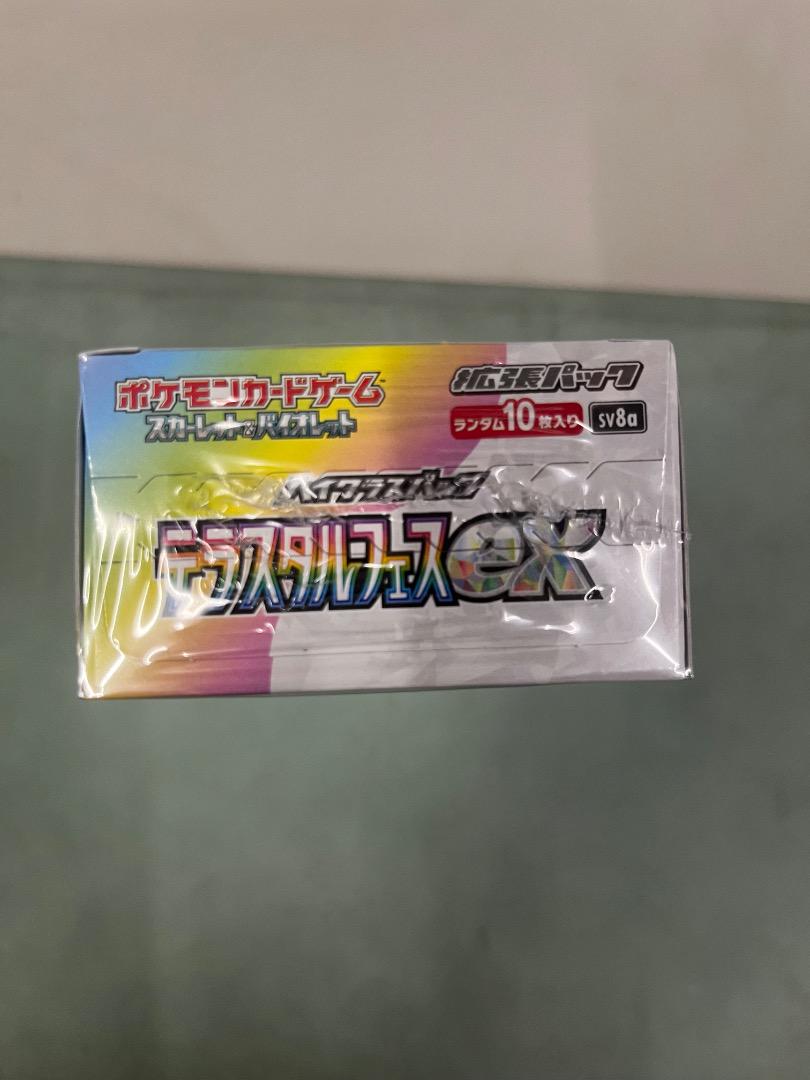 ポケモンカードゲーム
スカーレット&バイオレット
拡張パック
ランダム10枚入り
SV8a
ハイクラスパック
テラスタルフェスex